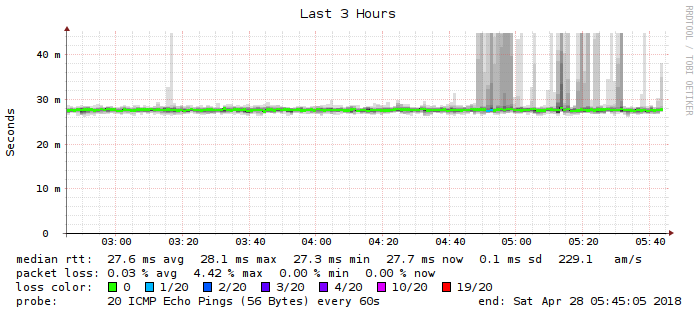 Last 3 Hours
RRDTOOL / TOBI OETIKER
Seconds
40 m
30 m
20 m
10 m
0
03:00 03:20 03:40 04:00 04:20 04:40 05:00 05:20 05:40
median rtt: 27.6 ms avg 28.1 ms max 27.3 ms min 27.7 ms now 0.1 ms sd 229.1 am/s
packet loss: 0.03 % avg 4.42 % max 0.00 % min 0.00 % now
loss color: 0 1/20 2/20 3/20 4/20 10/20 19/20
probe: 20 ICMP Echo Pings (56 Bytes) every 60s end: Sat Apr 28 05:45:05 2018